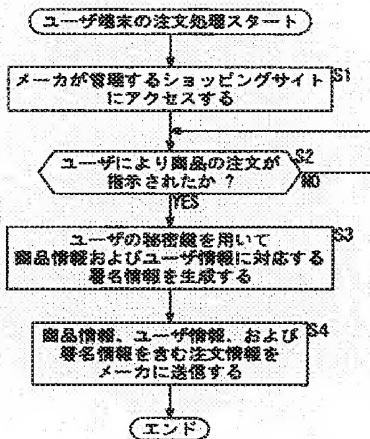 ユーザ端末の注文処理スタート
メーカが管理するショッピングサイト
にアクセスする
S1
ユーザにより商品の注文が
指示されたか ?
S2
NO
YES
ユーザの秘密鍵を用いて
商品情報およびユーザ情報に対応する
署名情報を生成する
S3
商品情報、ユーザ情報、および
署名情報を含む注文情報を
メーカに送信する
S4
エンド